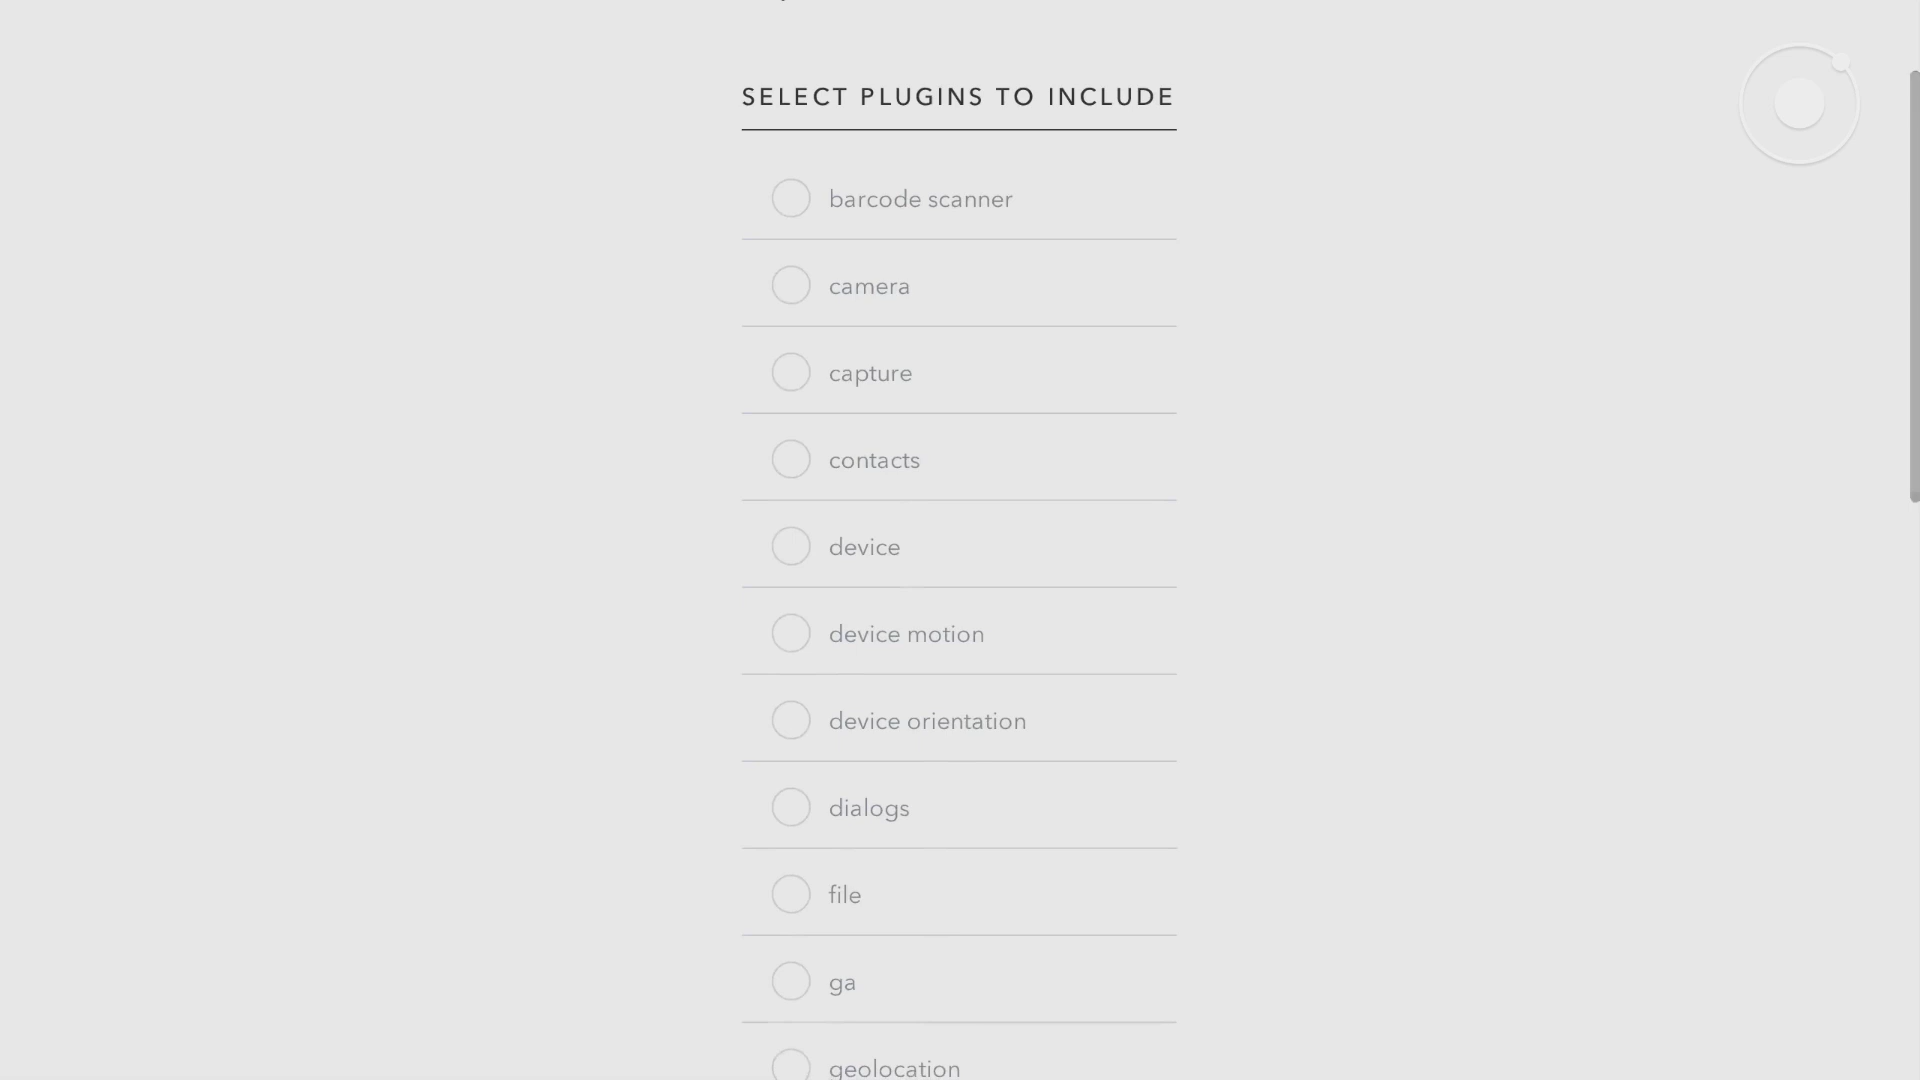 SELECT PLUGINS TO INCLUDE
barcode scanner
camera
capture
contacts
device
device motion
device orientation
dialogs
file
ga
geolocation